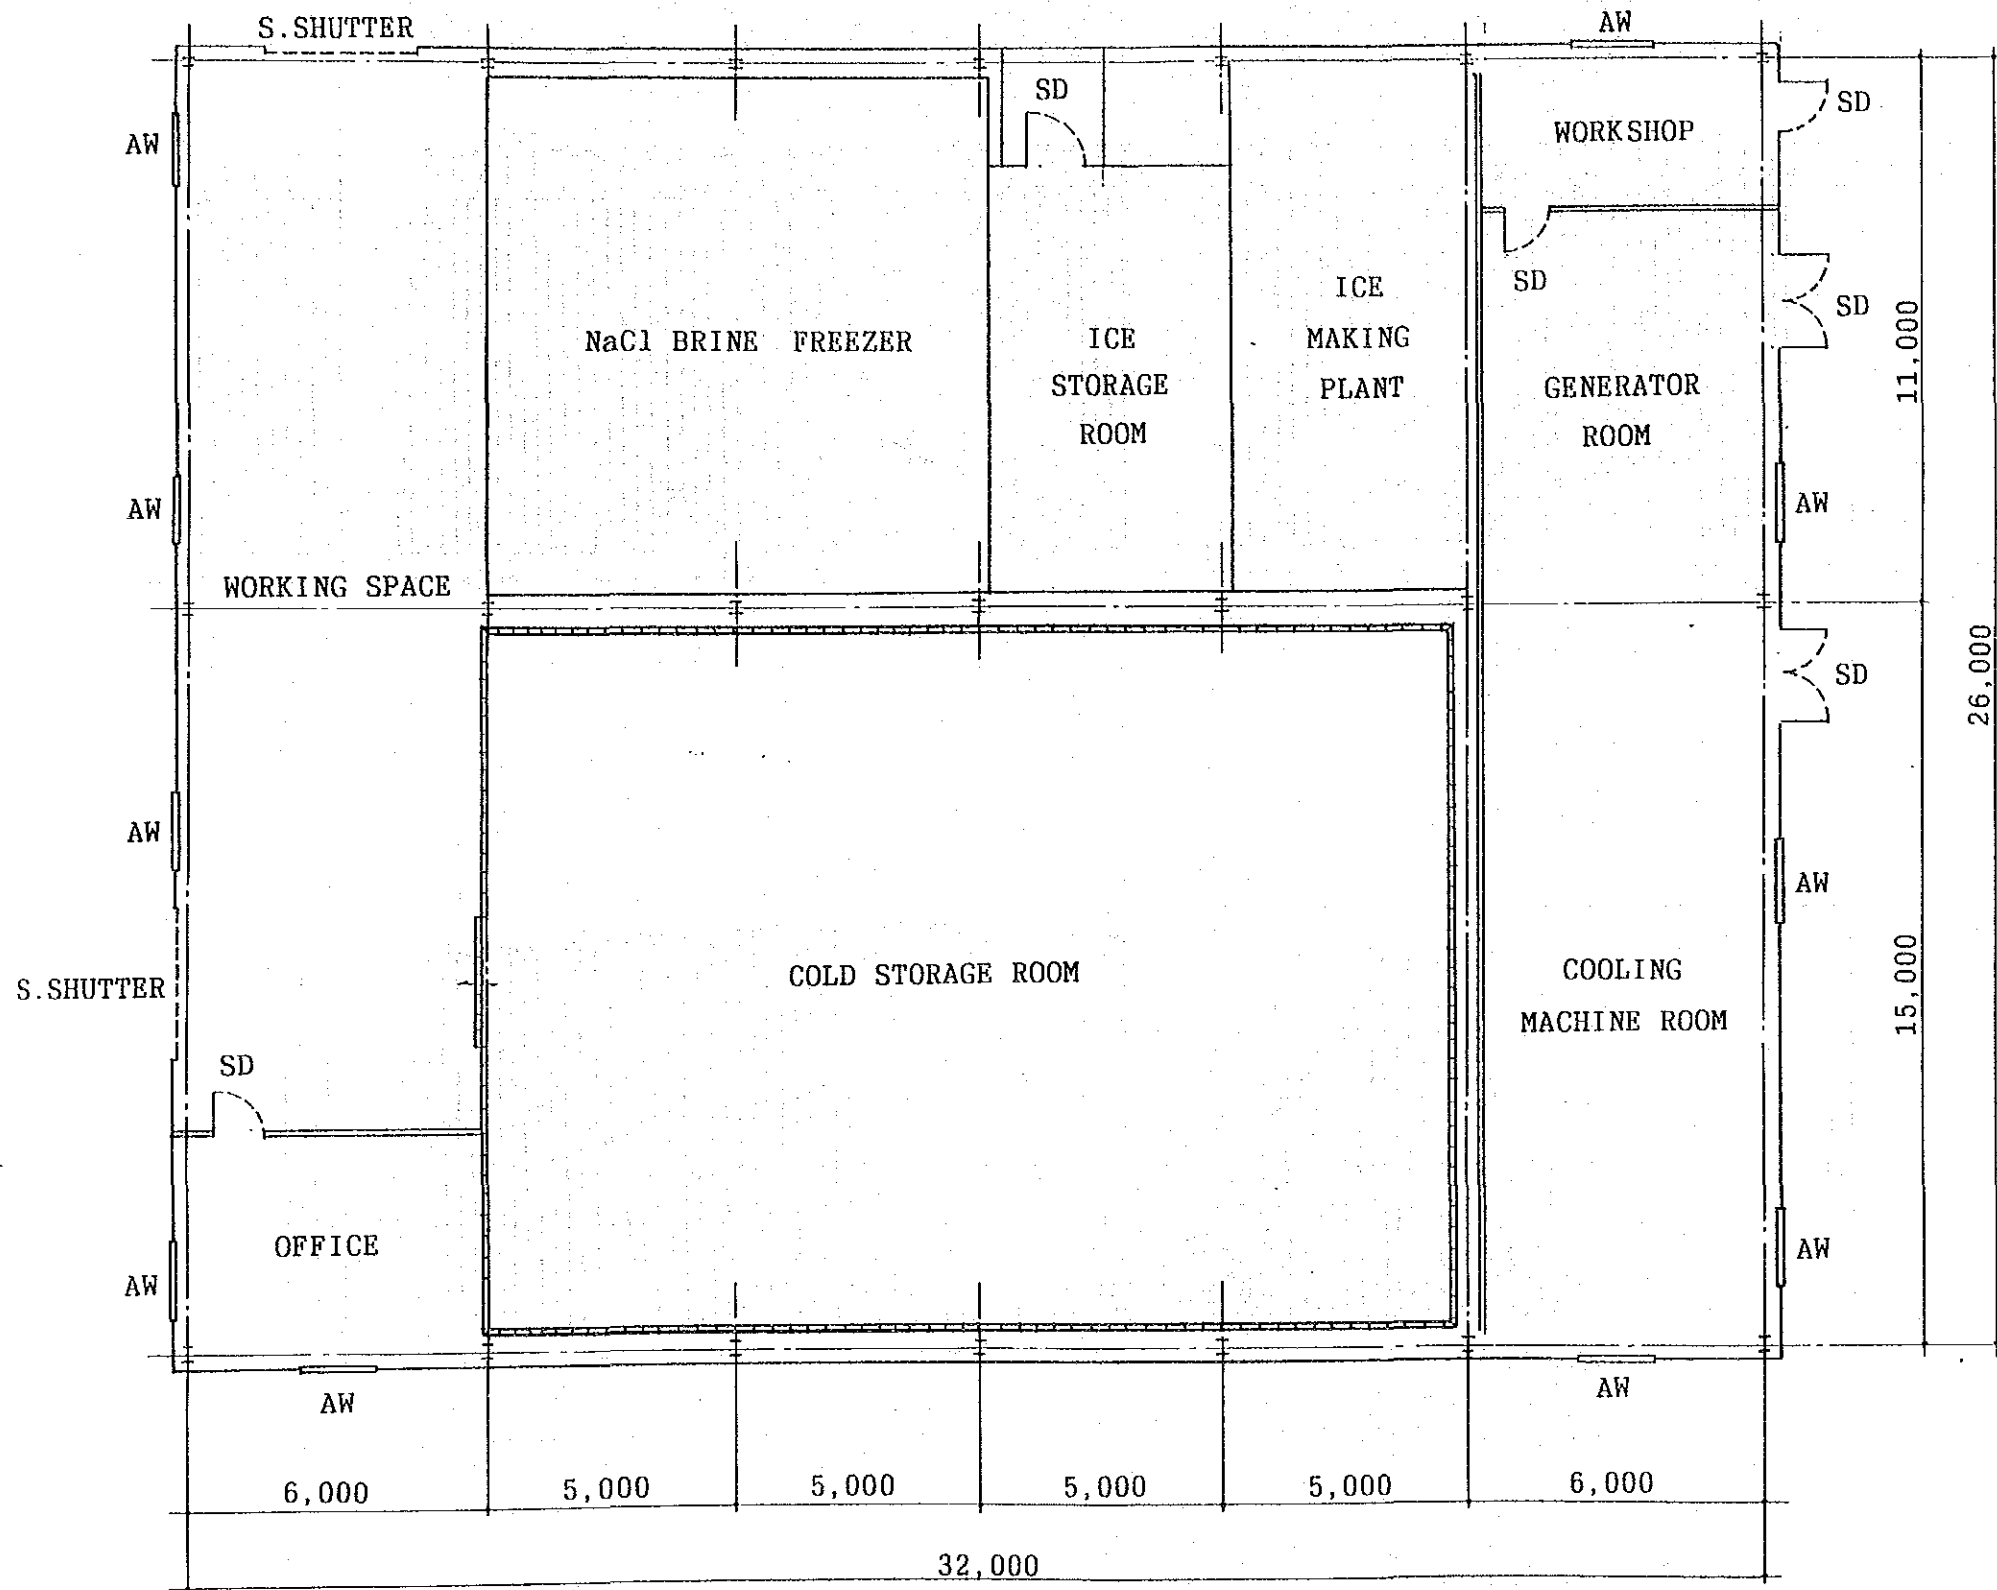 S.SHUTTER
AW
SD
SD
AW
WORKSHOP
ICE
MAKING
PLANT
SD
SD
NaCl BRINE FREEZER
ICE
STORAGE
ROOM
GENERATOR
ROOM
11,000
AW
AW
WORKING SPACE
26,000
SD
AW
AW
S.SHUTTER
COLD STORAGE ROOM
COOLING
MACHINE ROOM
15,000
SD
OFFICE
AW
AW
AW
AW
6,000
5,000
5,000
5,000
5,000
6,000
32,000